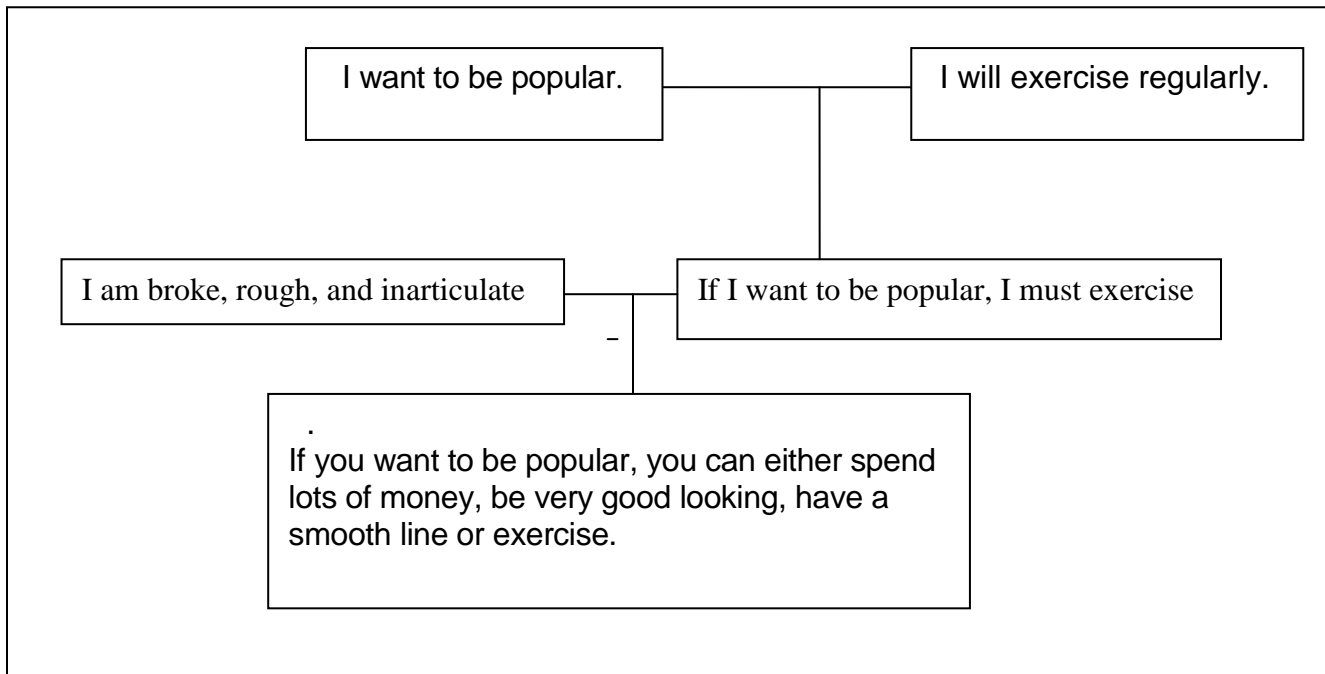 I want to be popular.
I will exercise regularly.
I am broke, rough, and inarticulate
If I want to be popular, I must exercise
–
.
If you want to be popular, you can either spend
lots of money, be very good looking, have a
smooth line or exercise.